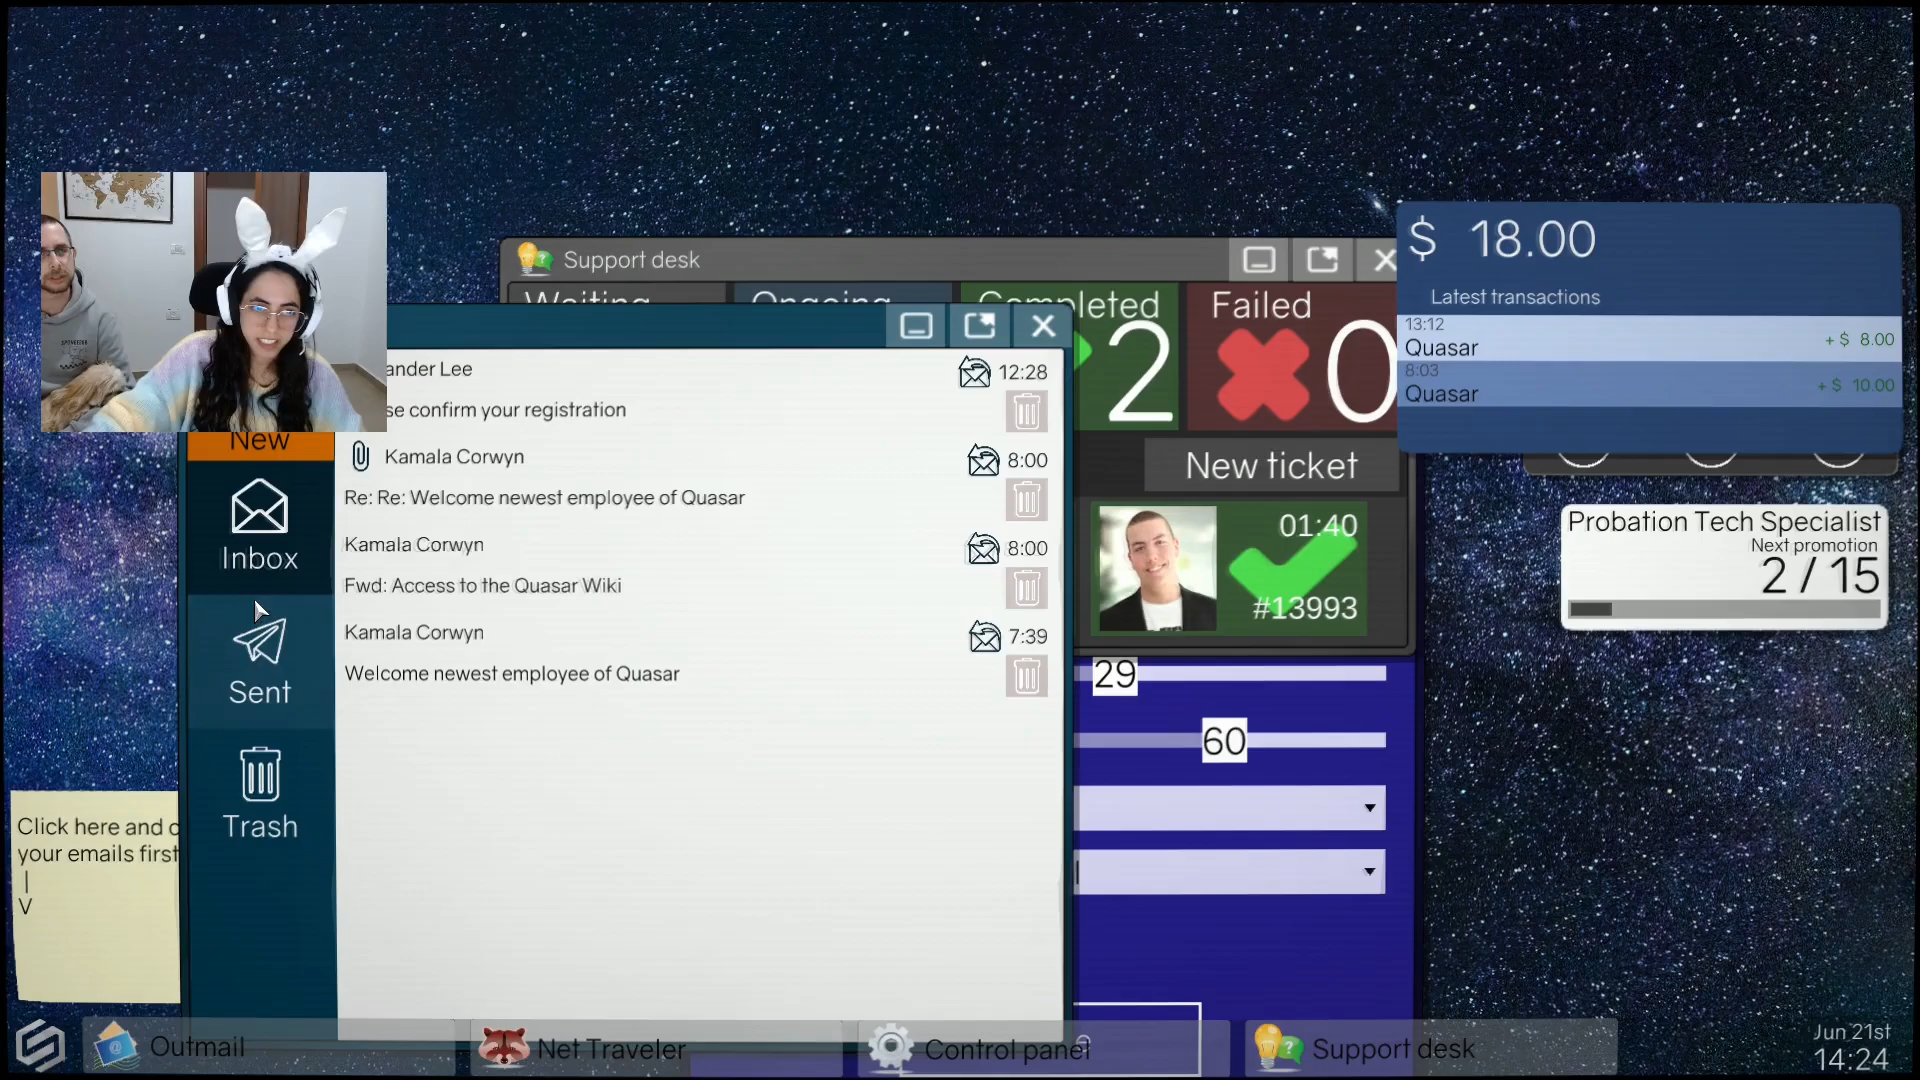 $ 18.00
Latest transactions
13:12
Quasar
+ $ 8.00
8:03
Quasar
+ $ 10.00
Support desk
Waiting
Ongoing
Completed
2
Failed
0
New ticket
01:40
#13993
Probation Tech Specialist
Next promotion
2 / 15
ander Lee
12:28
se confirm your registration
Kamala Corwyn
8:00
Re: Re: Welcome newest employee of Quasar
Kamala Corwyn
8:00
Fwd: Access to the Quasar Wiki
Kamala Corwyn
7:39
Welcome newest employee of Quasar
New
Inbox
Sent
Trash
29
60
Click here and c
your emails first
|
V
Outmail
Net Traveler
Control panel
Support desk
Jun 21st
14:24